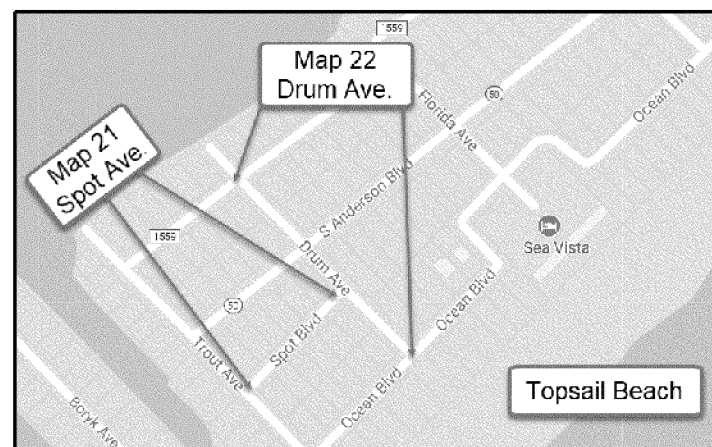 1559
Map 22
Drum Ave.
50
Florida Ave
Ocean Blvd
Map 21
Spot Ave.
S Anderson Blvd
1559
Sea Vista
Drum Ave
50
Spot Blvd
Ocean Blvd
Trout Ave
Ocean Blvd
Topsail Beach
Boryk Ave